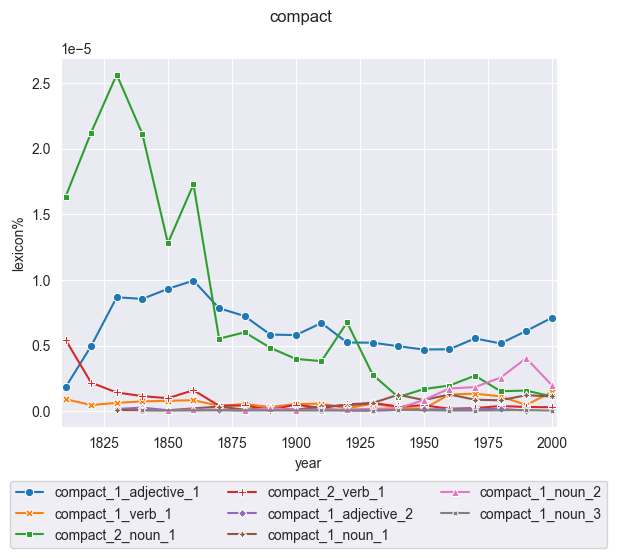 compact
1e−5
2.5
2.0
1.5
1.0
0.5
0.0
lexicon%
1825 1850 1875 1900 1925 1950 1975 2000
year
compact_1_adjective_1 compact_2_verb_1 compact_1_noun_2
compact_1_verb_1 compact_1_adjective_2 compact_1_noun_3
compact_2_noun_1 compact_1_noun_1